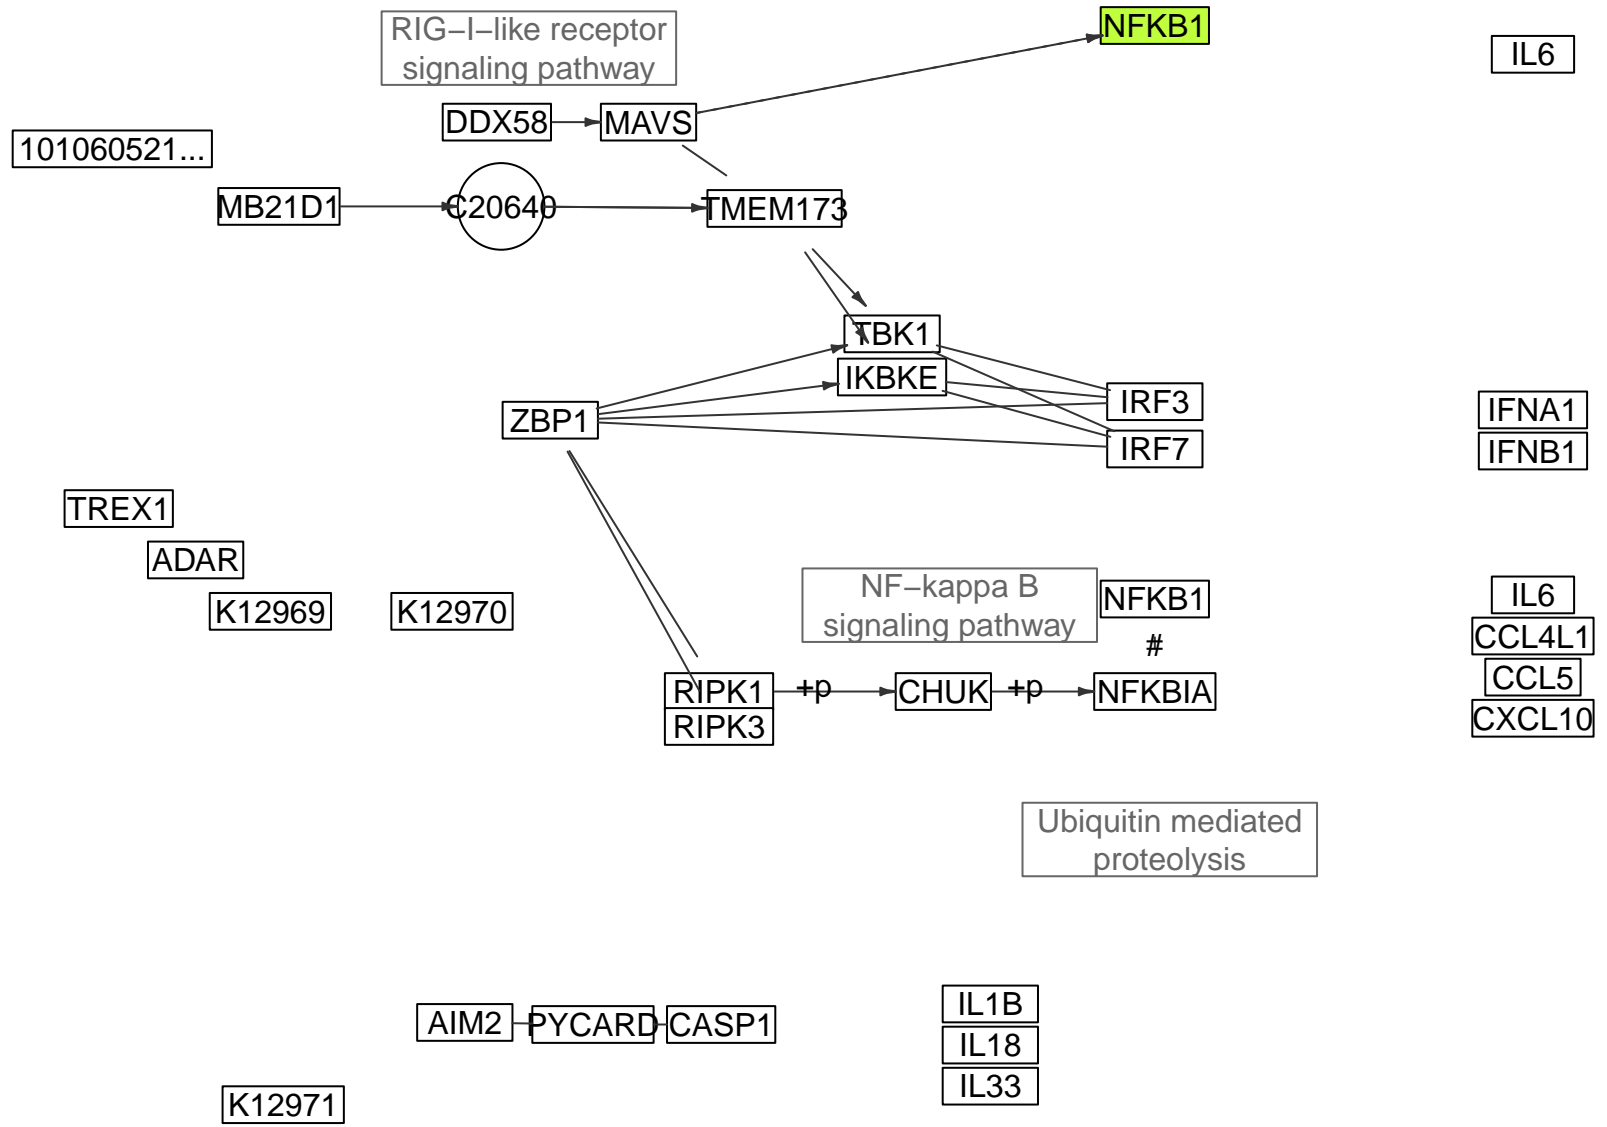 RIG−I−like receptor
signaling pathway
NFKB1
IL6
DDX58
MAVS
101060521...
MB21D1
C20640
TMEM173
TBK1
IKBKE
IRF3
IFNA1
ZBP1
IRF7
IFNB1
TREX1
ADAR
NF−kappa B
signaling pathway
K12969
K12970
NFKB1
IL6
#
CCL4L1
RIPK1
+p
CHUK
+p
NFKBIA
CCL5
RIPK3
CXCL10
Ubiquitin mediated
proteolysis
AIM2
PYCARD
CASP1
IL1B
IL18
IL33
K12971